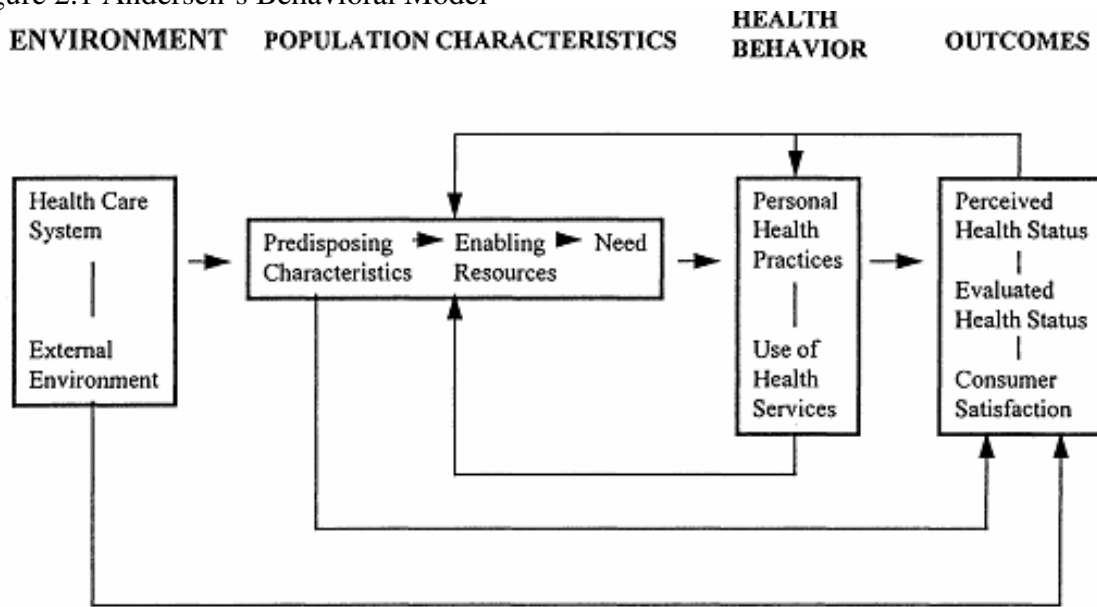 gure 2.1 Andersen's Behavioral Model
ENVIRONMENT
POPULATION CHARACTERISTICS
HEALTH
BEHAVIOR
OUTCOMES
Health Care
System
External
Environment
Predisposing
Characteristics
Enabling
Resources
Need
Personal
Health
Practices
Use of
Health
Services
Perceived
Health Status
Evaluated
Health Status
Consumer
Satisfaction